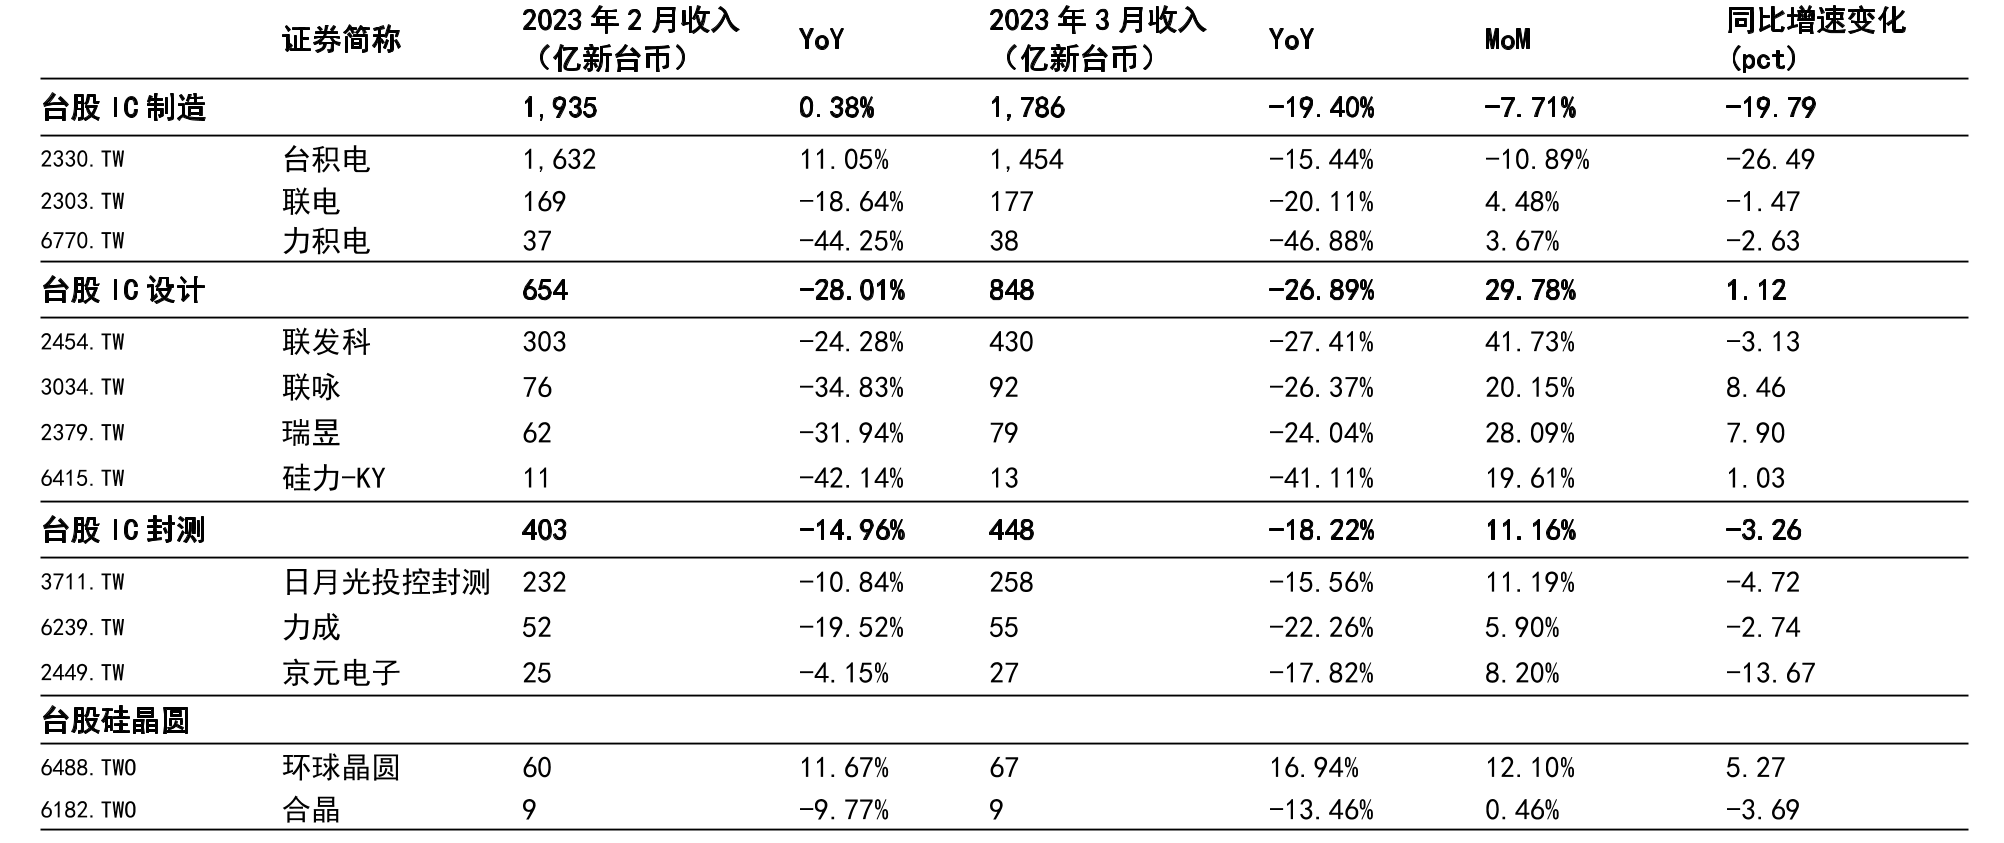 证券简称 2023 年 2 月收入（亿新台币） YoY 2023 年 3 月收入（亿新台币） YoY MoM 同比增速变化(pct)
台股 IC 制造 1,935 0.38% 1,786 -19.40% -7.71% -19.79
2330.TW 台积电 1,632 11.05% 1,454 -15.44% -10.89% -26.49
2303.TW 联电 169 -18.64% 177 -20.11% 4.48% -1.47
6770.TW 力积电 37 -44.25% 38 -46.88% 3.67% -2.63
台股 IC 设计 654 -28.01% 848 -26.89% 29.78% 1.12
2454.TW 联发科 303 -24.28% 430 -27.41% 41.73% -3.13
3034.TW 联咏 76 -34.83% 92 -26.37% 20.15% 8.46
2379.TW 瑞昱 62 -31.94% 79 -24.04% 28.09% 7.90
6415.TW 硅力-KY 11 -42.14% 13 -41.11% 19.61% 1.03
台股 IC 封测 403 -14.96% 448 -18.22% 11.16% -3.26
3711.TW 日月光投控封测 232 -10.84% 258 -15.56% 11.19% -4.72
6239.TW 力成 52 -19.52% 55 -22.26% 5.90% -2.74
2449.TW 京元电子 25 -4.15% 27 -17.82% 8.20% -13.67
台股硅晶圆
6488.TWO 环球晶圆 60 11.67% 67 16.94% 12.10% 5.27
6182.TWO 合晶 9 -9.77% 9 -13.46% 0.46% -3.69